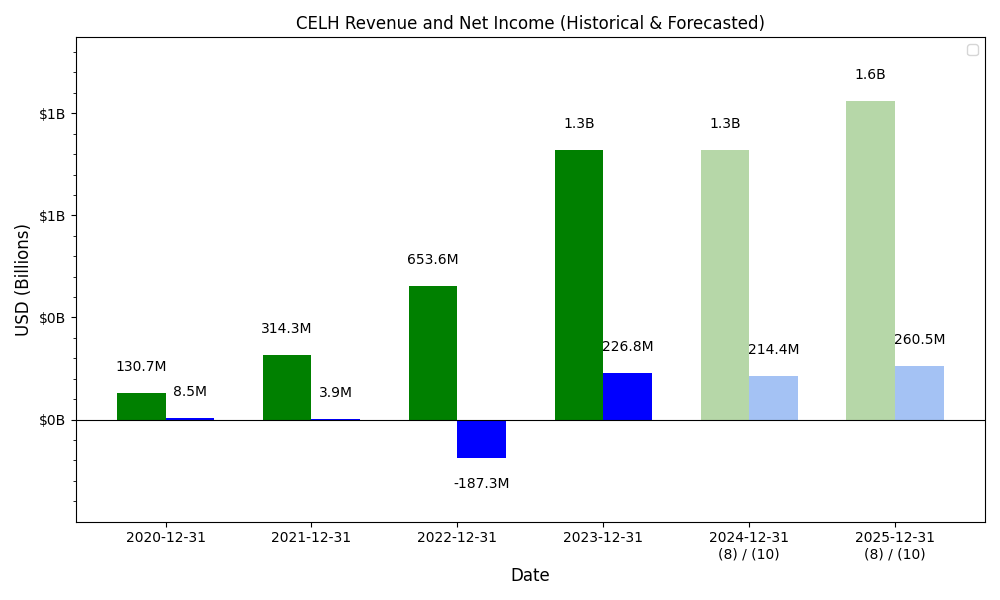 CELH Revenue and Net Income (Historical & Forecasted)
USD (Billions)
$1B
$1B
$0B
$0B
130.7M
8.5M
314.3M
3.9M
653.6M
-187.3M
1.3B
226.8M
1.3B
214.4M
1.6B
260.5M
2020-12-31
2021-12-31
2022-12-31
2023-12-31
2024-12-31
(8) / (10)
2025-12-31
(8) / (10)
Date